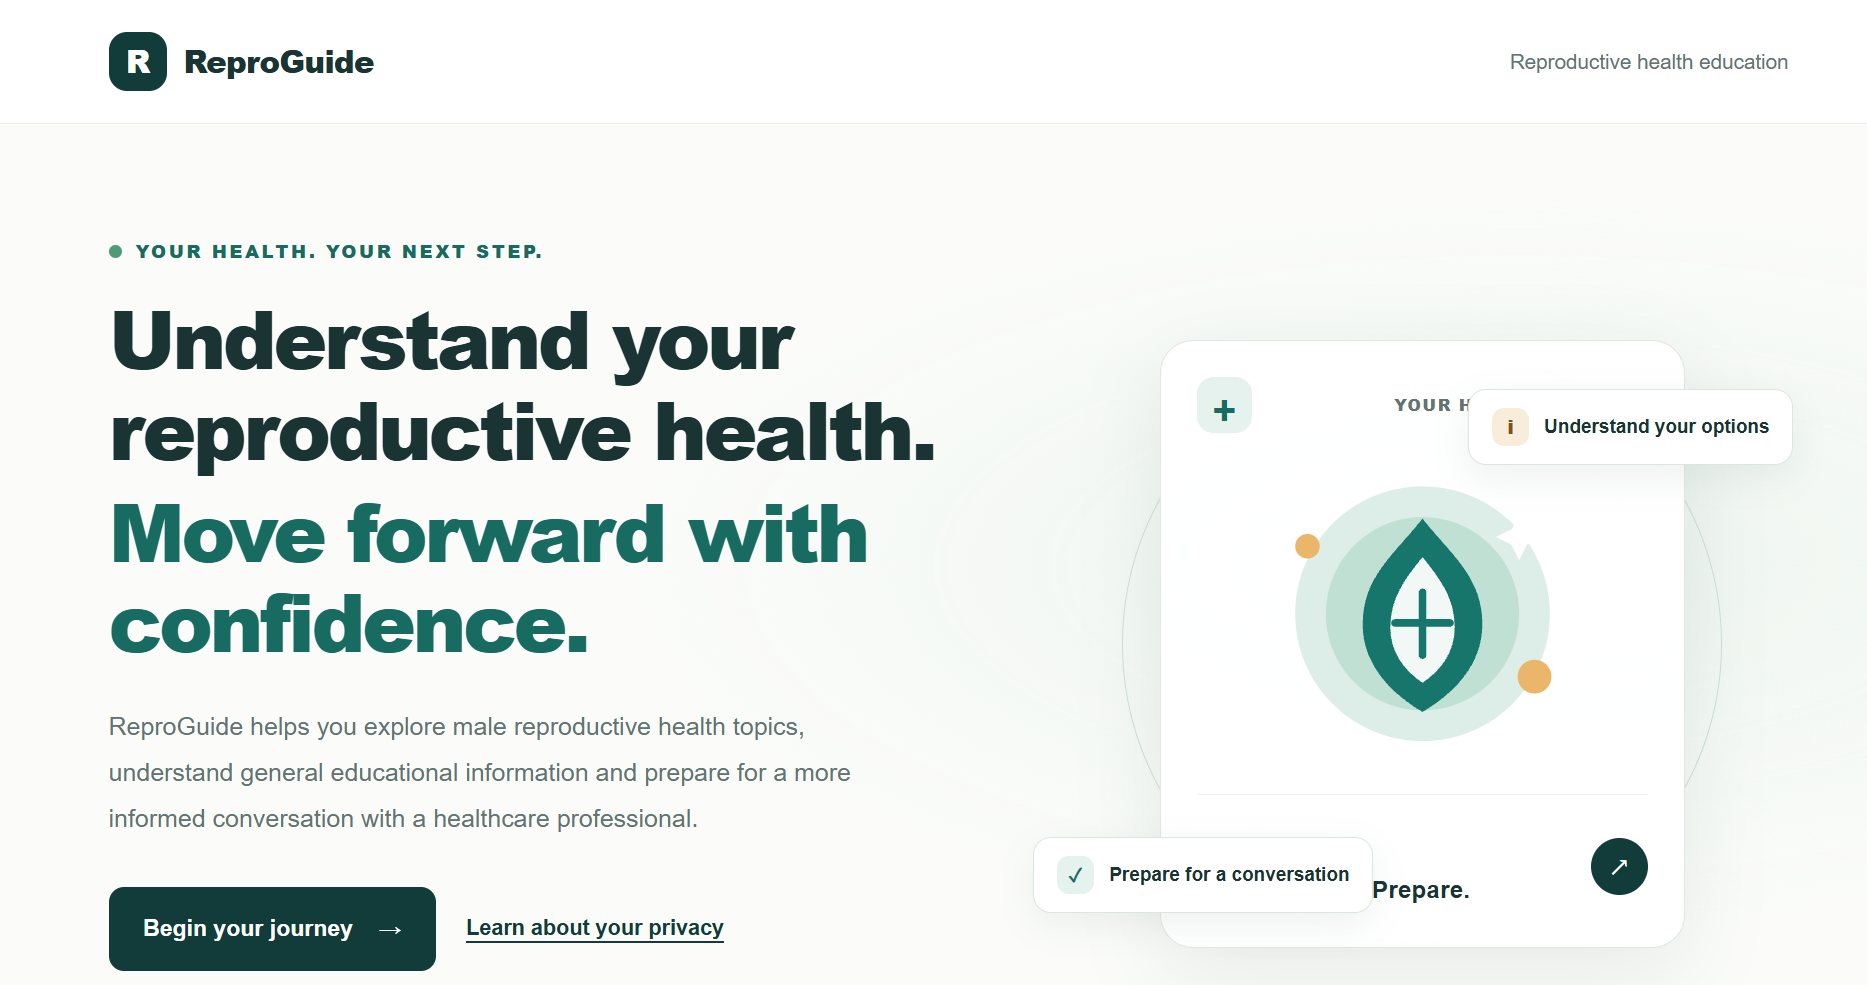 R ReproGuide
Reproductive health education
YOUR HEALTH. YOUR NEXT STEP.
Understand your
reproductive health.
Move forward with
confidence.
ReproGuide helps you explore male reproductive health topics,
understand general educational information and prepare for a more
informed conversation with a healthcare professional.
Begin your journey →
Learn about your privacy
+
YOUR
i Understand your options
✓ Prepare for a conversation
Prepare.
↗